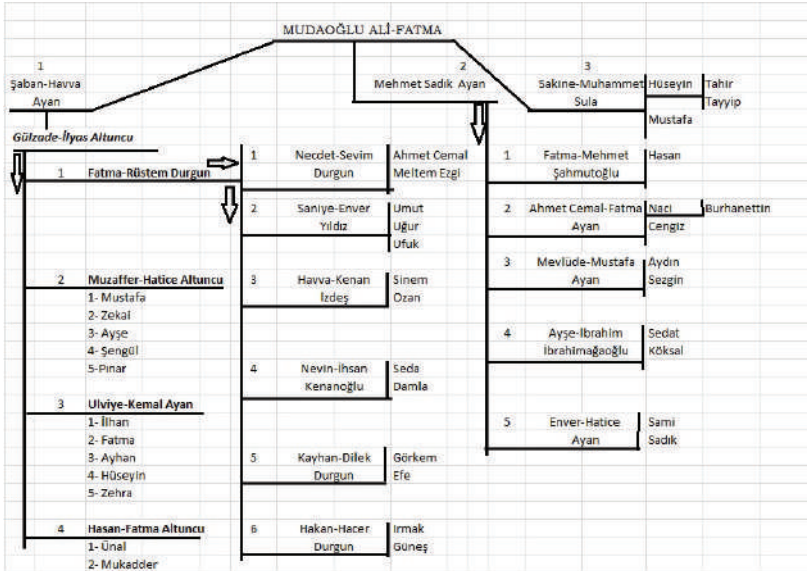 MUDAOĞLU ALİ-FATMA
1
Şaban-Havva
Ayan
2
Mehmet Sadık Ayan
3
Sakine-Muhammet
Sula
Hüseyin
Tahir
Tayyip
Mustafa
Gülzade-İlyas Altuncu
1 Fatma-Rüstem Durgun
2 Muzaffer-Hatice Altuncu
1- Mustafa
2- Zekai
3- Ayşe
4- Şengül
5-Pınar
3 Ulviye-Kemal Ayan
1- İlhan
2- Fatma
3- Ayhan
4- Hüseyin
5- Zehra
4 Hasan-Fatma Altuncu
1- Ünal
2- Mukadder
1 Necdet-Sevim
Durgun
Ahmet Cemal
Meltem Ezgi
2 Saniye-Enver
Yıldız
Umut
Uğur
Ufuk
3 Havva-Kenan
İzdeş
Sinem
Ozan
4 Nevin-İhsan
Kenanoğlu
Seda
Damla
5 Kayhan-Dilek
Durgun
Görkem
Efe
6 Hakan-Hacer
Durgun
Irmak
Güneş
1 Fatma-Mehmet
Şahmutoğlu
Hasan
2 Ahmet Cemal-Fatma
Ayan
Naci
Burhanettin
Cengiz
3 Mevlüde-Mustafa
Ayan
Aydın
Sezgin
4 Ayşe-İbrahim
İbrahimağaoğlu
Sedat
Köksal
5 Enver-Hatice
Ayan
Sami
Sadık